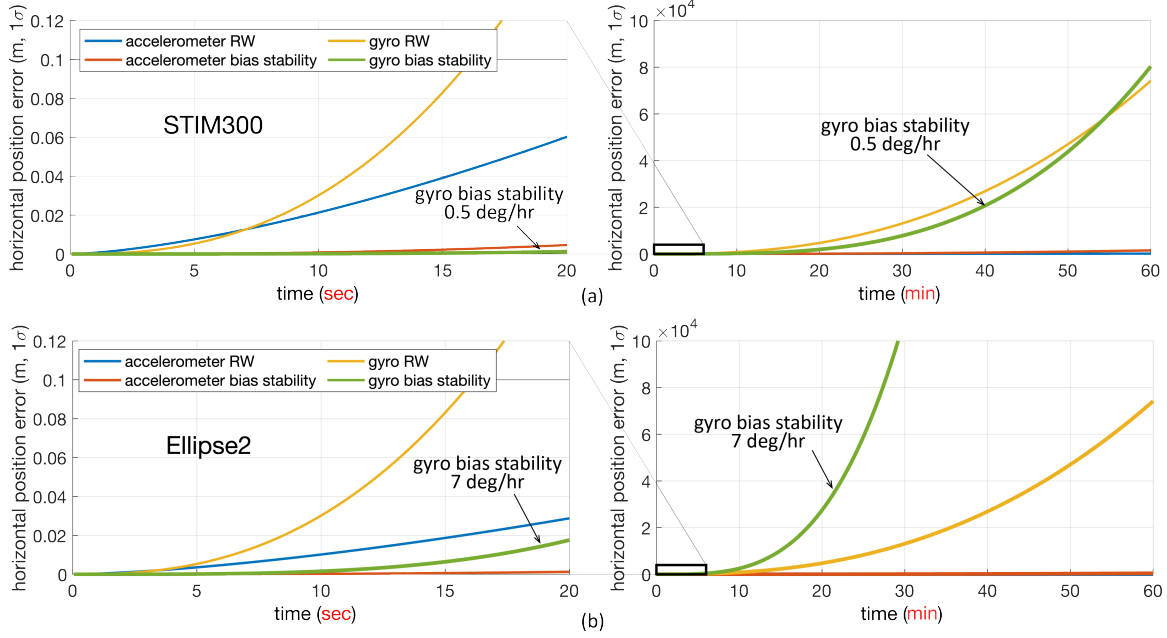 0.12
0.1
0.08
0.06
0.04
0.02
0
horizontal position error (m, 1σ)
accelerometer RW
gyro RW
accelerometer bias stability
gyro bias stability
STIM300
gyro bias stability
0.5 deg/hr
0
5
10
15
20
time (sec)
×10⁴
10
8
6
4
2
0
horizontal position error (m, 1σ)
gyro bias stability
0.5 deg/hr
0
10
20
30
40
50
60
time (min)
(a)
0.12
0.1
0.08
0.06
0.04
0.02
0
horizontal position error (m, 1σ)
accelerometer RW
gyro RW
accelerometer bias stability
gyro bias stability
Ellipse2
gyro bias stability
7 deg/hr
0
5
10
15
20
time (sec)
×10⁴
10
8
6
4
2
0
horizontal position error (m, 1σ)
gyro bias stability
7 deg/hr
0
10
20
30
40
50
60
time (min)
(b)